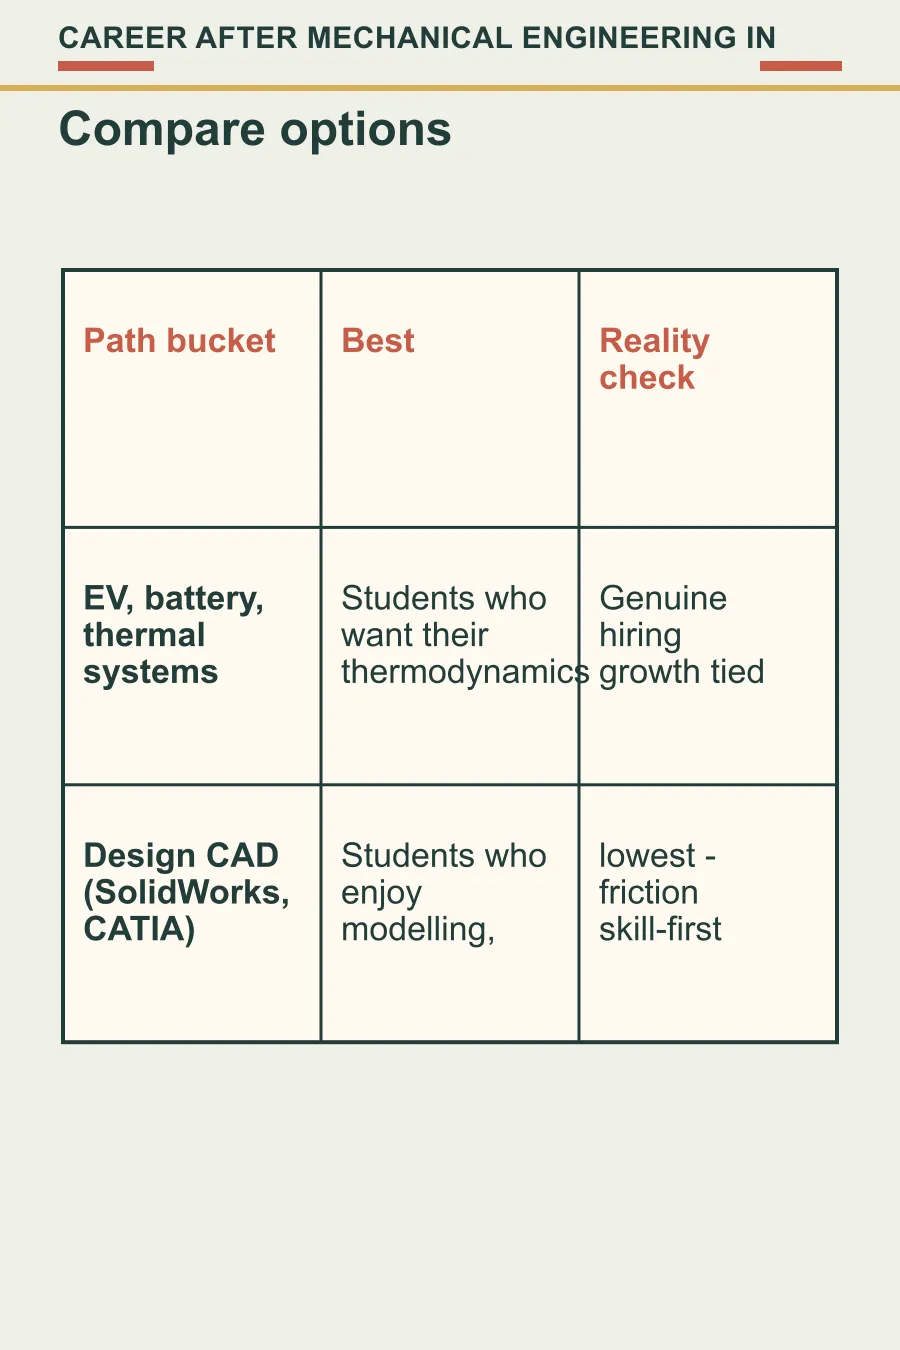 CAREER AFTER MECHANICAL ENGINEERING IN
Compare options
Path bucket
Best
Reality
check
EV, battery,
thermal
systems
Students who
want their
thermodynamics
Genuine
hiring
growth tied
Design CAD
(SolidWorks,
CATIA)
Students who
enjoy
modelling,
lowest -
friction
skill-first